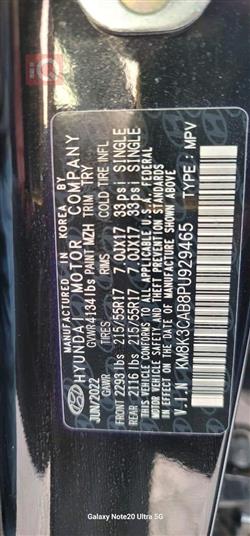 MANUFACTURED IN KOREA BY
HYUNDAI MOTOR COMPANY
JUN/2022 GVWR 4134 lbs PAINT MZH TRIM TRY
GAWR TIRES RIMS COLD TIRE INFL
FRONT 2293 lbs 215/55R17 7.0JX17 33psi SINGLE
REAR 2116 lbs 215/55R17 7.0JX17 33psi SINGLE
THIS VEHICLE CONFORMS TO ALL APPLICABLE U.S.A. FEDERAL
MOTOR VEHICLE SAFETY AND THEFT PREVENTION STANDARDS
IN EFFECT ON THE DATE OF MANUFACTURE SHOWN ABOVE
V.I.N KM8K3CAB8PU929465
TYPE : MPV
Galaxy Note20 Ultra 5G